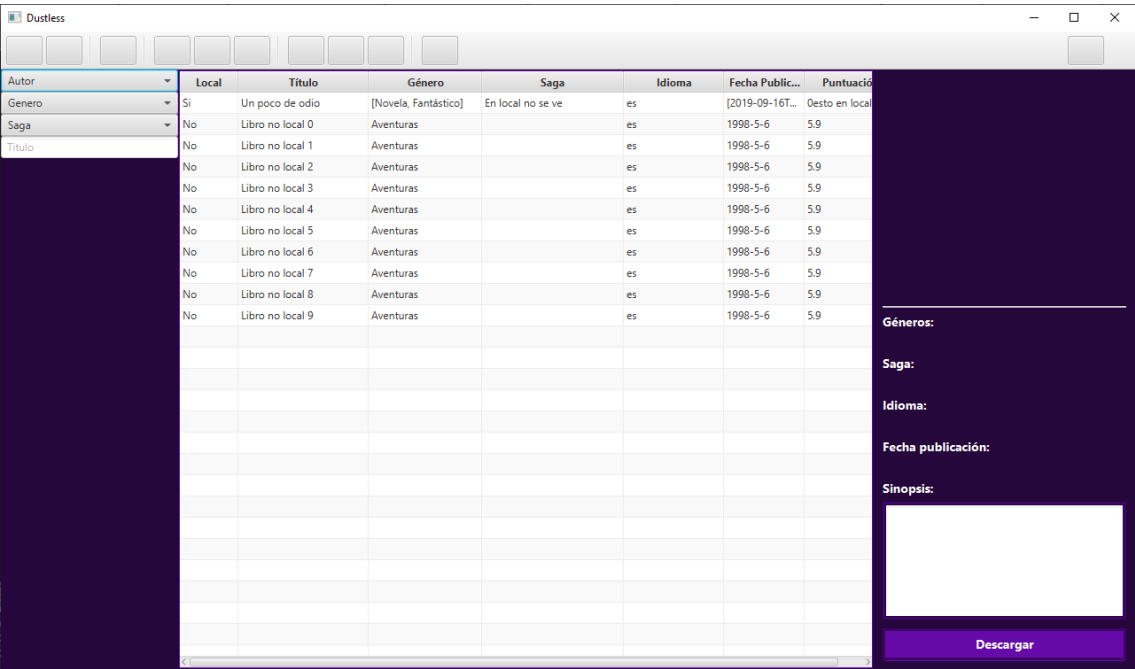 Dustless
Autor
Genero
Saga
Titulo
Local Título Género Saga Idioma Fecha Public... Puntuació
Si Un poco de odio [Novela, Fantástico] En local no se ve es [2019-09-16T... 0esto en local
No Libro no local 0 Aventuras es 1998-5-6 5.9
No Libro no local 1 Aventuras es 1998-5-6 5.9
No Libro no local 2 Aventuras es 1998-5-6 5.9
No Libro no local 3 Aventuras es 1998-5-6 5.9
No Libro no local 4 Aventuras es 1998-5-6 5.9
No Libro no local 5 Aventuras es 1998-5-6 5.9
No Libro no local 6 Aventuras es 1998-5-6 5.9
No Libro no local 7 Aventuras es 1998-5-6 5.9
No Libro no local 8 Aventuras es 1998-5-6 5.9
No Libro no local 9 Aventuras es 1998-5-6 5.9
Géneros:
Saga:
Idioma:
Fecha publicación:
Sinopsis:
Descargar